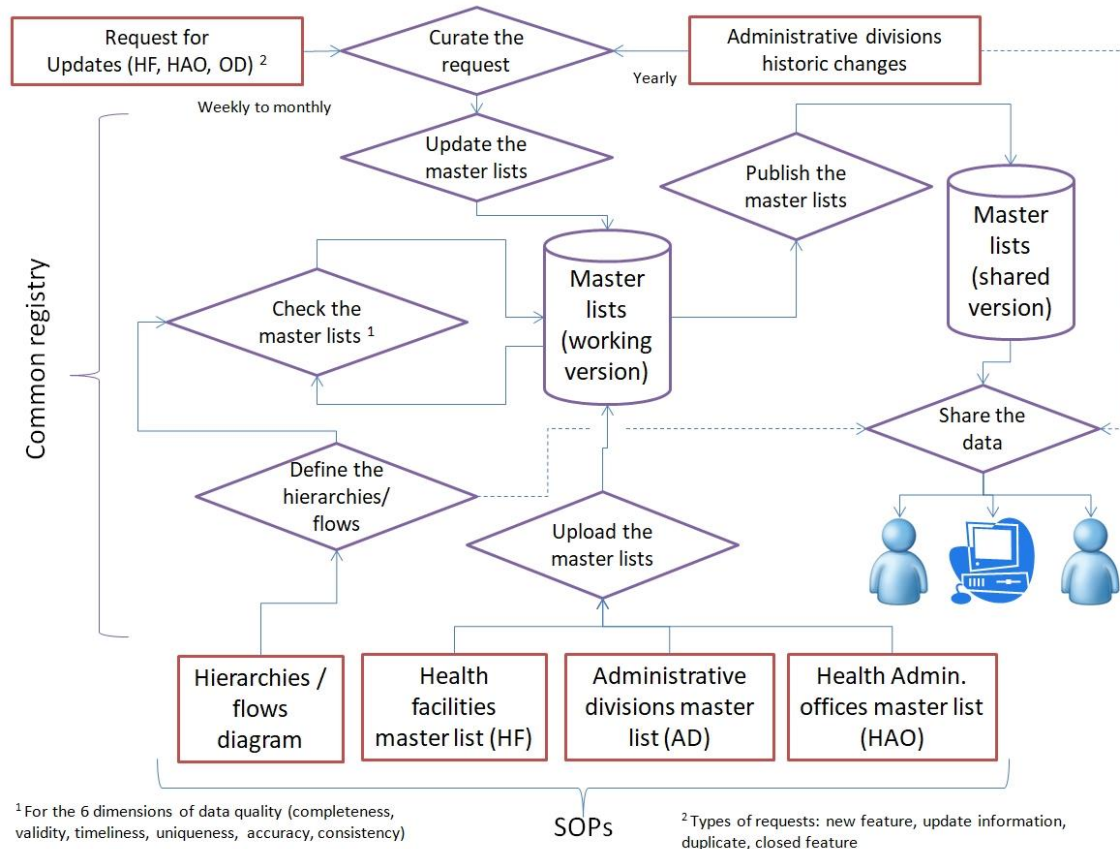 Request for
Updates (HF, HAO, OD) 2
Curate the
request
Administrative divisions
historic changes
Yearly
Weekly to monthly
Update the
master lists
Publish the
master lists
Master
lists
(shared
version)
Master
lists
(working
version)
Check the
master lists 1
Common registry
Share the
data
Define the
hierarchies/
flows
Upload the
master lists
Hierarchies /
flows
diagram
Health
facilities
master list (HF)
Administrative
divisions master
list (AD)
Health Admin.
offices master list
(HAO)
1 For the 6 dimensions of data quality (completeness,
validity, timeliness, uniqueness, accuracy, consistency)
SOPs
2 Types of requests: new feature, update information,
duplicate, closed feature